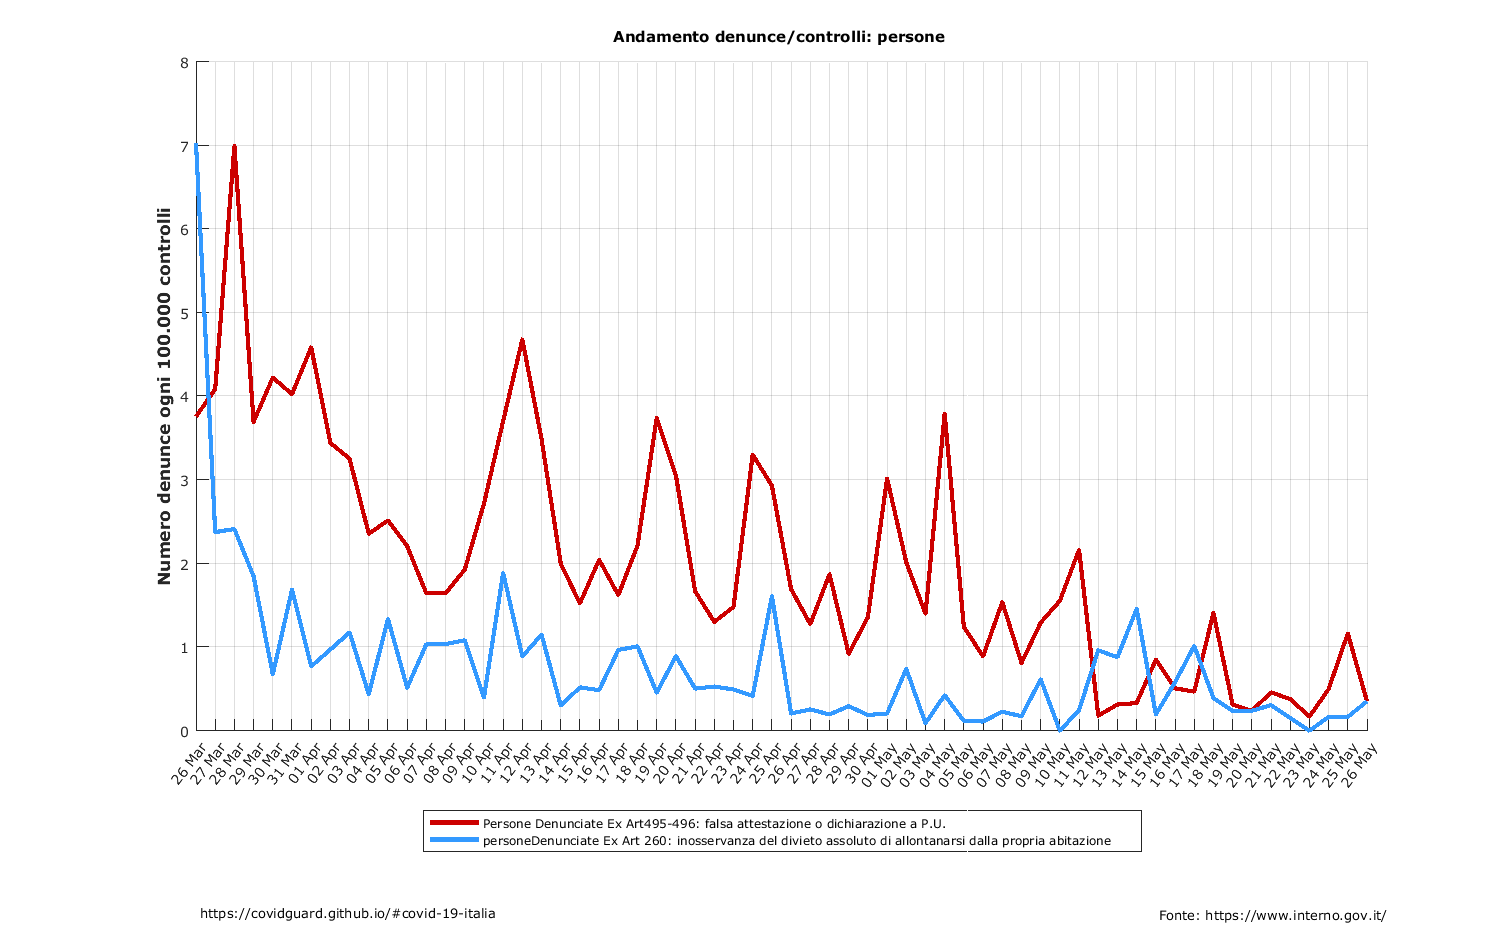 Andamento denunce/controlli: persone
Numero denunce ogni 100.000 controlli
8
7
6
5
4
3
2
1
0
26 Mar
27 Mar
28 Mar
29 Mar
30 Mar
31 Mar
01 Apr
02 Apr
03 Apr
04 Apr
05 Apr
06 Apr
07 Apr
08 Apr
09 Apr
10 Apr
11 Apr
12 Apr
13 Apr
14 Apr
15 Apr
16 Apr
17 Apr
18 Apr
19 Apr
20 Apr
21 Apr
22 Apr
23 Apr
24 Apr
25 Apr
26 Apr
27 Apr
28 Apr
29 Apr
30 Apr
01 May
02 May
03 May
04 May
05 May
06 May
07 May
08 May
09 May
10 May
11 May
12 May
13 May
14 May
15 May
16 May
17 May
18 May
19 May
20 May
21 May
22 May
23 May
24 May
25 May
26 May
Persone Denunciate Ex Art495-496: falsa attestazione o dichiarazione a P.U.
personeDenunciate Ex Art 260: inosservanza del divieto assoluto di allontanarsi dalla propria abitazione
https://covidguard.github.io/#covid-19-italia
Fonte: https://www.interno.gov.it/